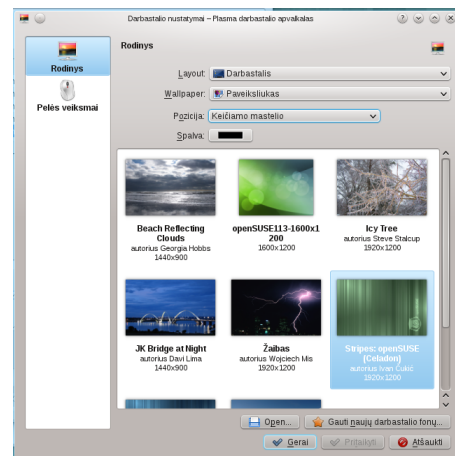 Darbastalio nustatymai – Plasma darbastalio apvalkalas
Rodinys
Pelės veiksmai
Rodinys
Layout: Darbastalis
Wallpaper: Paveiksliukas
Pozicija: Keičiamo mastelio
Spalva:
Beach Reflecting
Clouds
autorius Georgia Hobbs
1440x900
openSUSE113-1600x1
200
1600x1200
Icy Tree
autorius Steve Stalcup
1920x1200
JK Bridge at Night
autorius Davi Lima
1440x900
Žaibas
autorius Wojciech Mis
1920x1200
Stripes: openSUSE
(Celadon)
autorius Ivan Čukić
1920x1200
Open...
Gauti naujų darbastalio fonų...
Gerai
Pritaikyti
Atšaukti